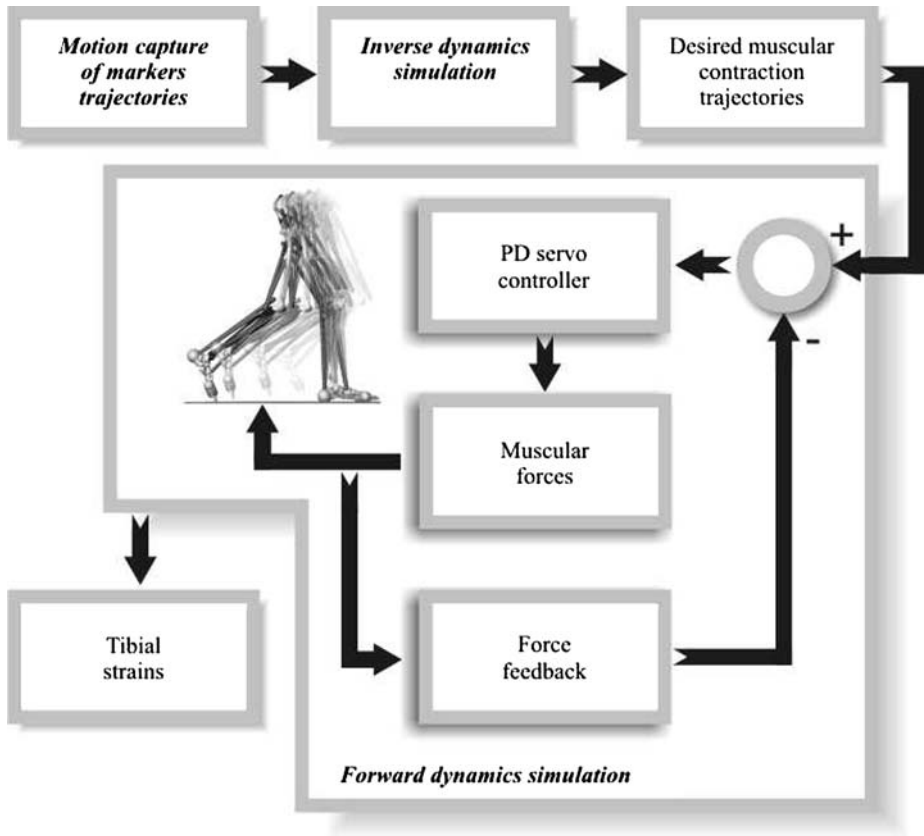 Motion capture
of markers
trajectories
Inverse dynamics
simulation
Desired muscular
contraction
trajectories
+
PD servo
controller
-
Muscular
forces
Tibial
strains
Force
feedback
Forward dynamics simulation